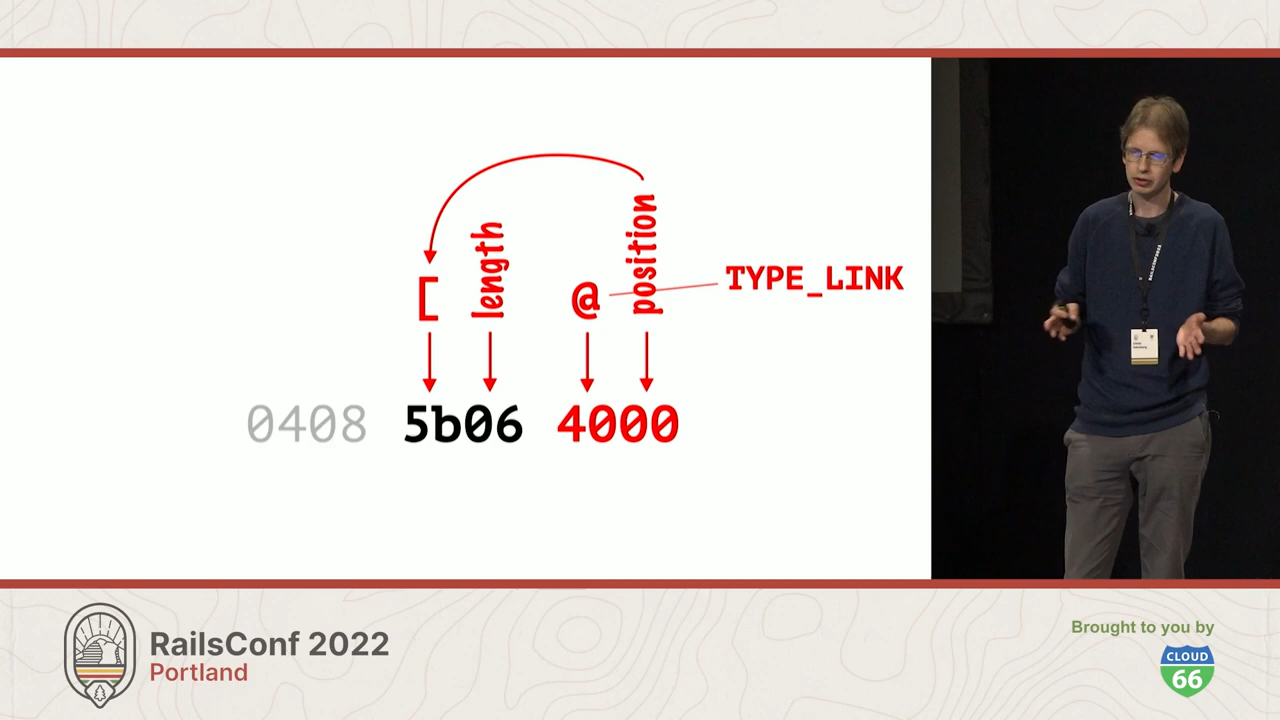 length
position
[
@
TYPE_LINK
0408 5b06 4000
RailsConf 2022
Portland
Brought to you by
CLOUD
66